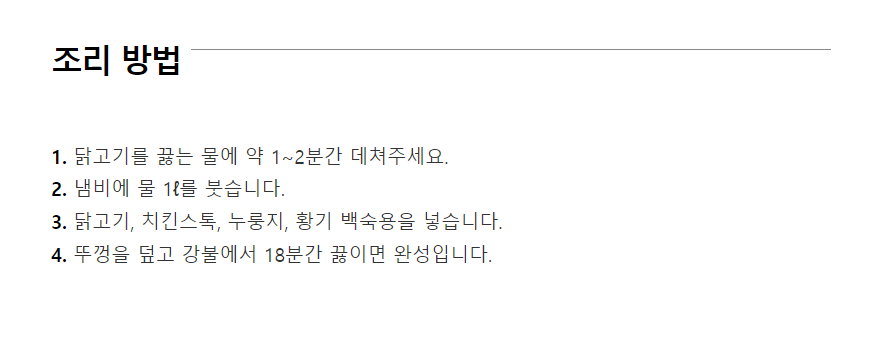 조리 방법
1. 닭고기를 끓는 물에 약 1~2분간 데쳐주세요.
2. 냄비에 물 1ℓ를 붓습니다.
3. 닭고기, 치킨스톡, 누룽지, 황기 백숙용을 넣습니다.
4. 뚜껑을 덮고 강불에서 18분간 끓이면 완성입니다.